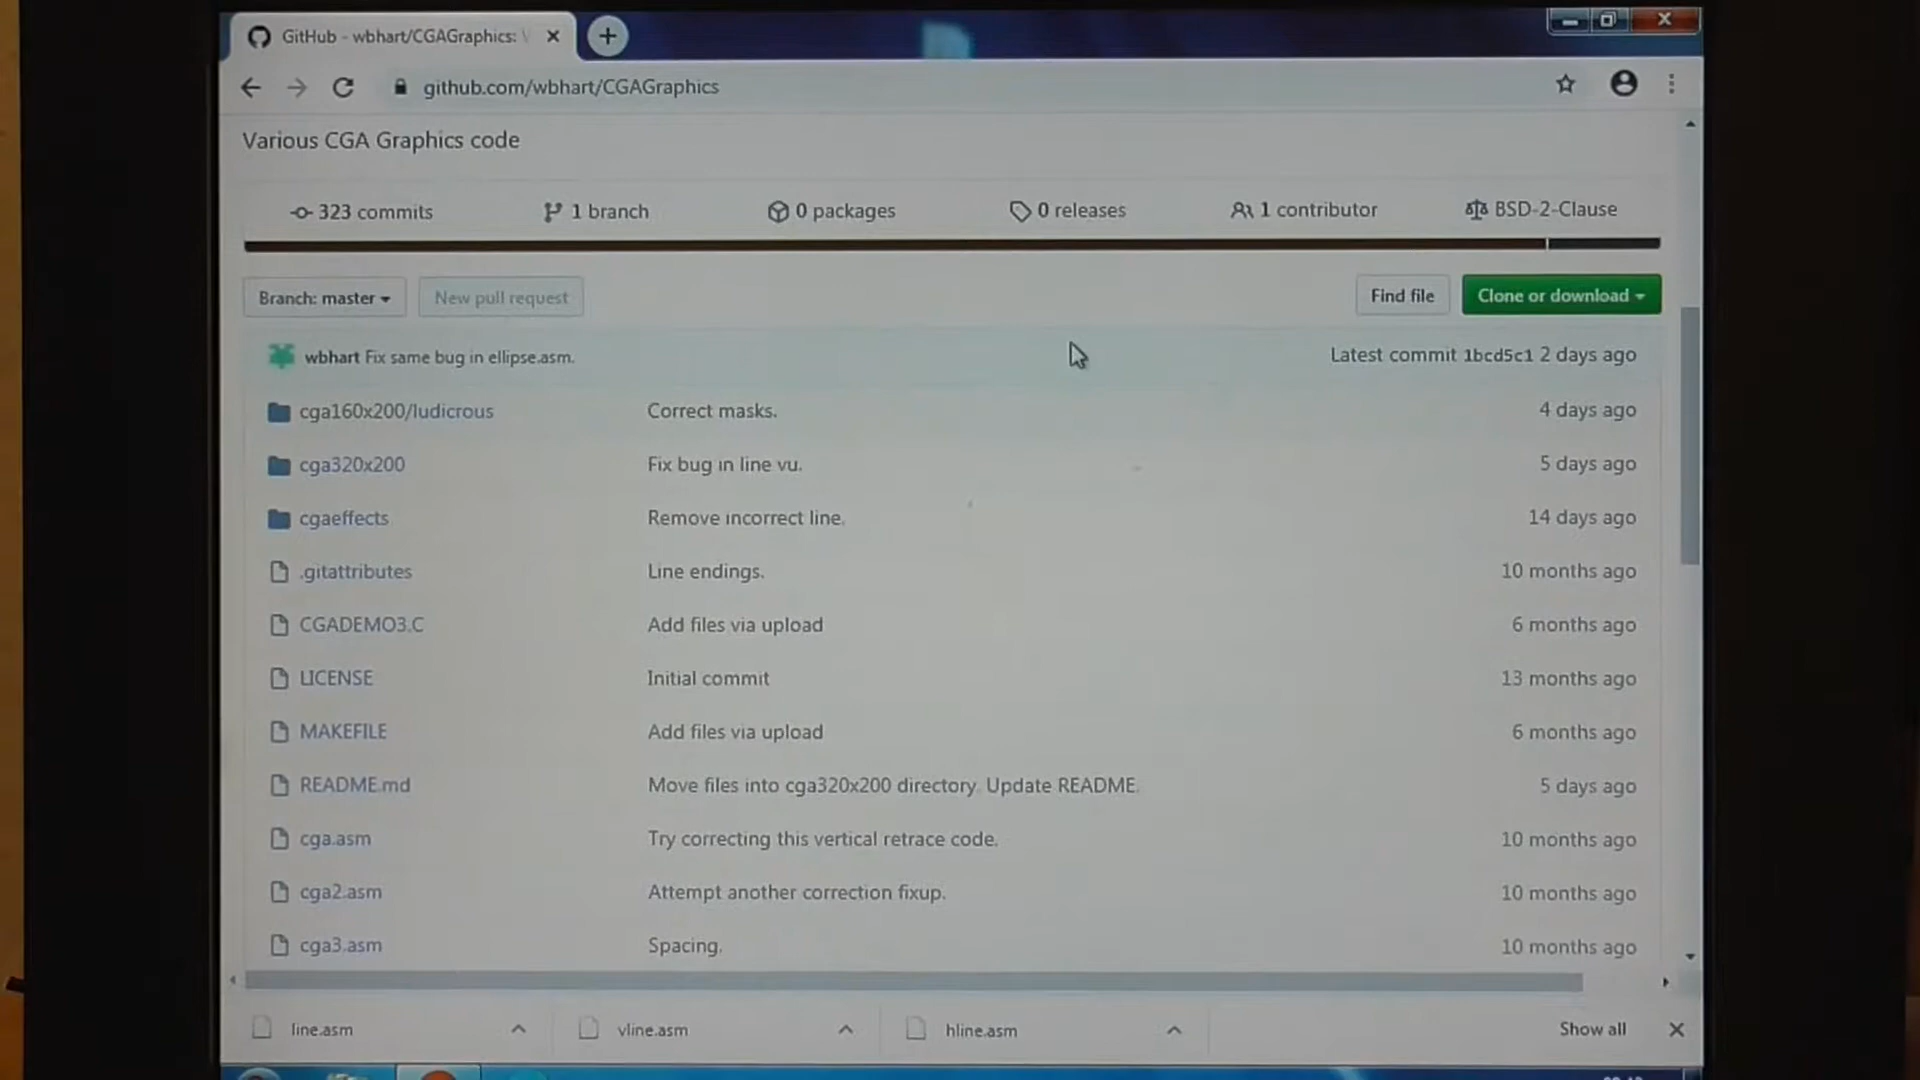 GitHub - wbhart/CGAGraphics:
github.com/wbhart/CGAGraphics
Various CGA Graphics code
323 commits 1 branch 0 packages 0 releases 1 contributor BSD-2-Clause
Branch: master New pull request Find file Clone or download
wbhart Fix same bug in ellipse.asm. Latest commit 1bcd5c1 2 days ago
cga160x200/ludicrous Correct masks. 4 days ago
cga320x200 Fix bug in line vu. 5 days ago
cgaeffects Remove incorrect line. 14 days ago
.gitattributes Line endings. 10 months ago
CGADEMO3.C Add files via upload 6 months ago
LICENSE Initial commit 13 months ago
MAKEFILE Add files via upload 6 months ago
README.md Move files into cga320x200 directory. Update README. 5 days ago
cga.asm Try correcting this vertical retrace code. 10 months ago
cga2.asm Attempt another correction fixup. 10 months ago
cga3.asm Spacing. 10 months ago
line.asm vline.asm hline.asm Show all